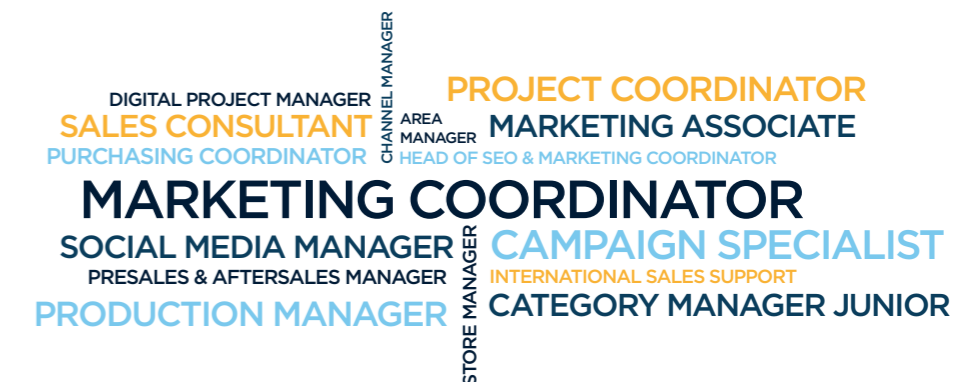 CHANNEL MANAGER
PROJECT COORDINATOR
DIGITAL PROJECT MANAGER
SALES CONSULTANT
AREA
MANAGER
MARKETING ASSOCIATE
PURCHASING COORDINATOR
HEAD OF SEO & MARKETING COORDINATOR
MARKETING COORDINATOR
SOCIAL MEDIA MANAGER
STORE MANAGER
CAMPAIGN SPECIALIST
PRESALES & AFTERSALES MANAGER
INTERNATIONAL SALES SUPPORT
PRODUCTION MANAGER
CATEGORY MANAGER JUNIOR